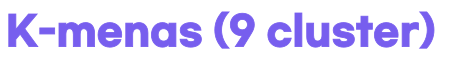 K-menas (9 cluster)